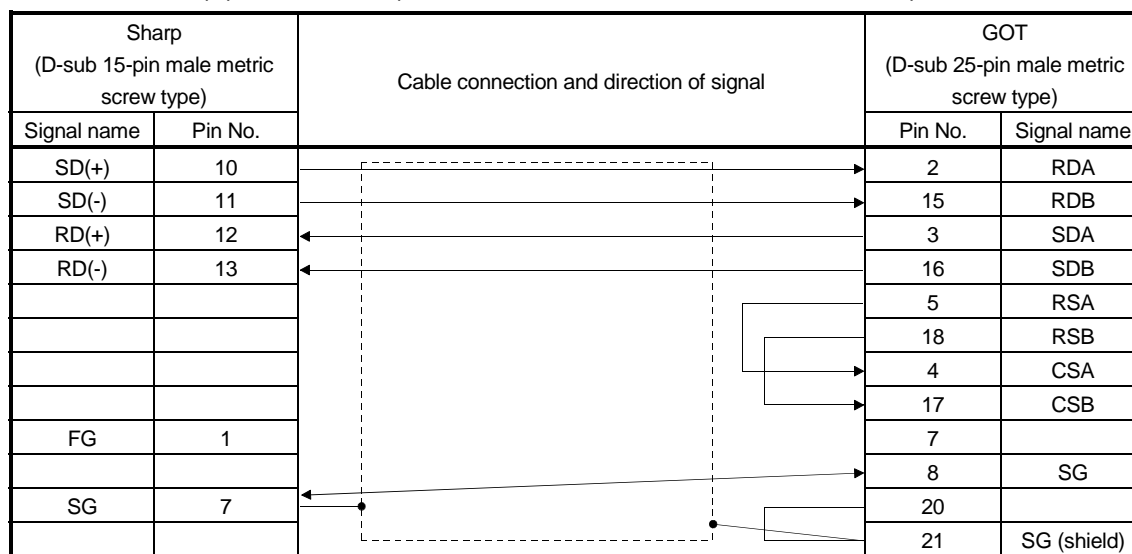 Sharp
(D-sub 15-pin male metric
screw type)
Cable connection and direction of signal
GOT
(D-sub 25-pin male metric
screw type)
Signal name Pin No. Pin No. Signal name
SD(+) 10 2 RDA
SD(-) 11 15 RDB
RD(+) 12 3 SDA
RD(-) 13 16 SDB
5 RSA
18 RSB
4 CSA
17 CSB
FG 1 7
8 SG
SG 7 20
21 SG (shield)